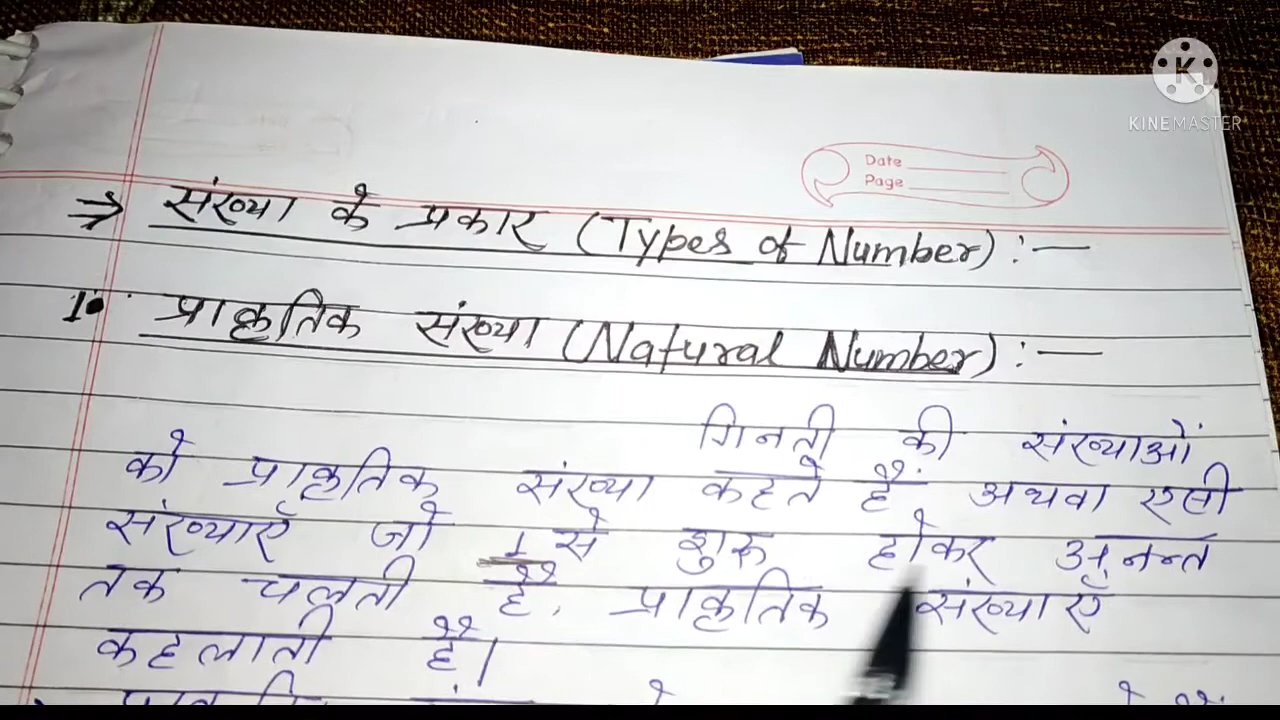 KINEMASTER
Date
Page
⇒ संख्या के प्रकार (Types of Number) :—
1. प्राकृतिक संख्या (Natural Number) :—
गिनती की संख्याओं
को प्राकृतिक संख्या कहते हैं. अथवा एसी
संख्याएँ जो 1 से शुरू होकर अनन्त
तक चलती हैं, प्राकृतिक संख्याएँ
कहलाती हैं।